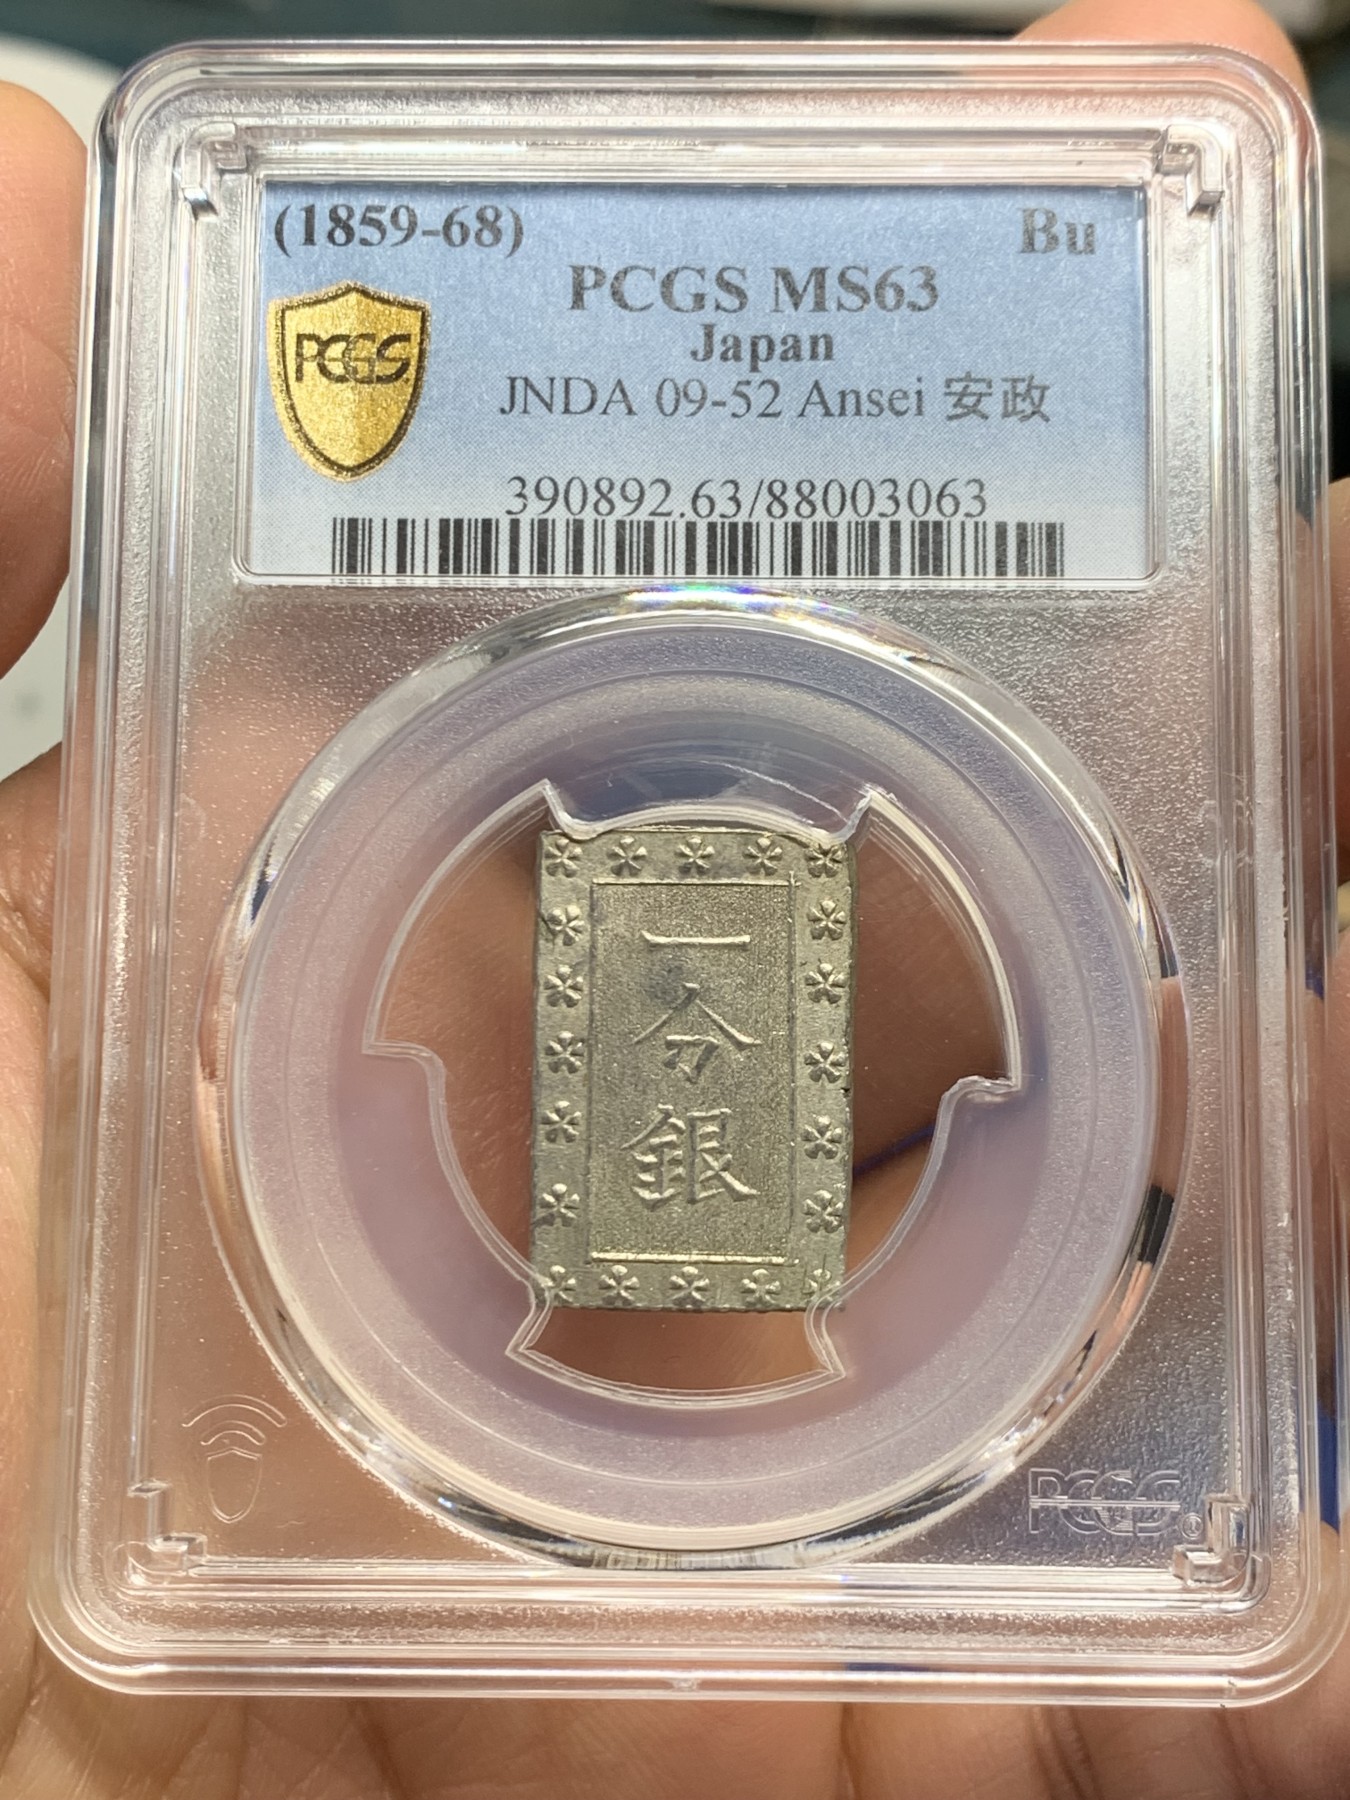 (1859-68) Bu
PCGS MS63
Japan
PCGS
JNDA 09-52 Ansei 安政
390892.63/88003063
一
分
銀
PCGS